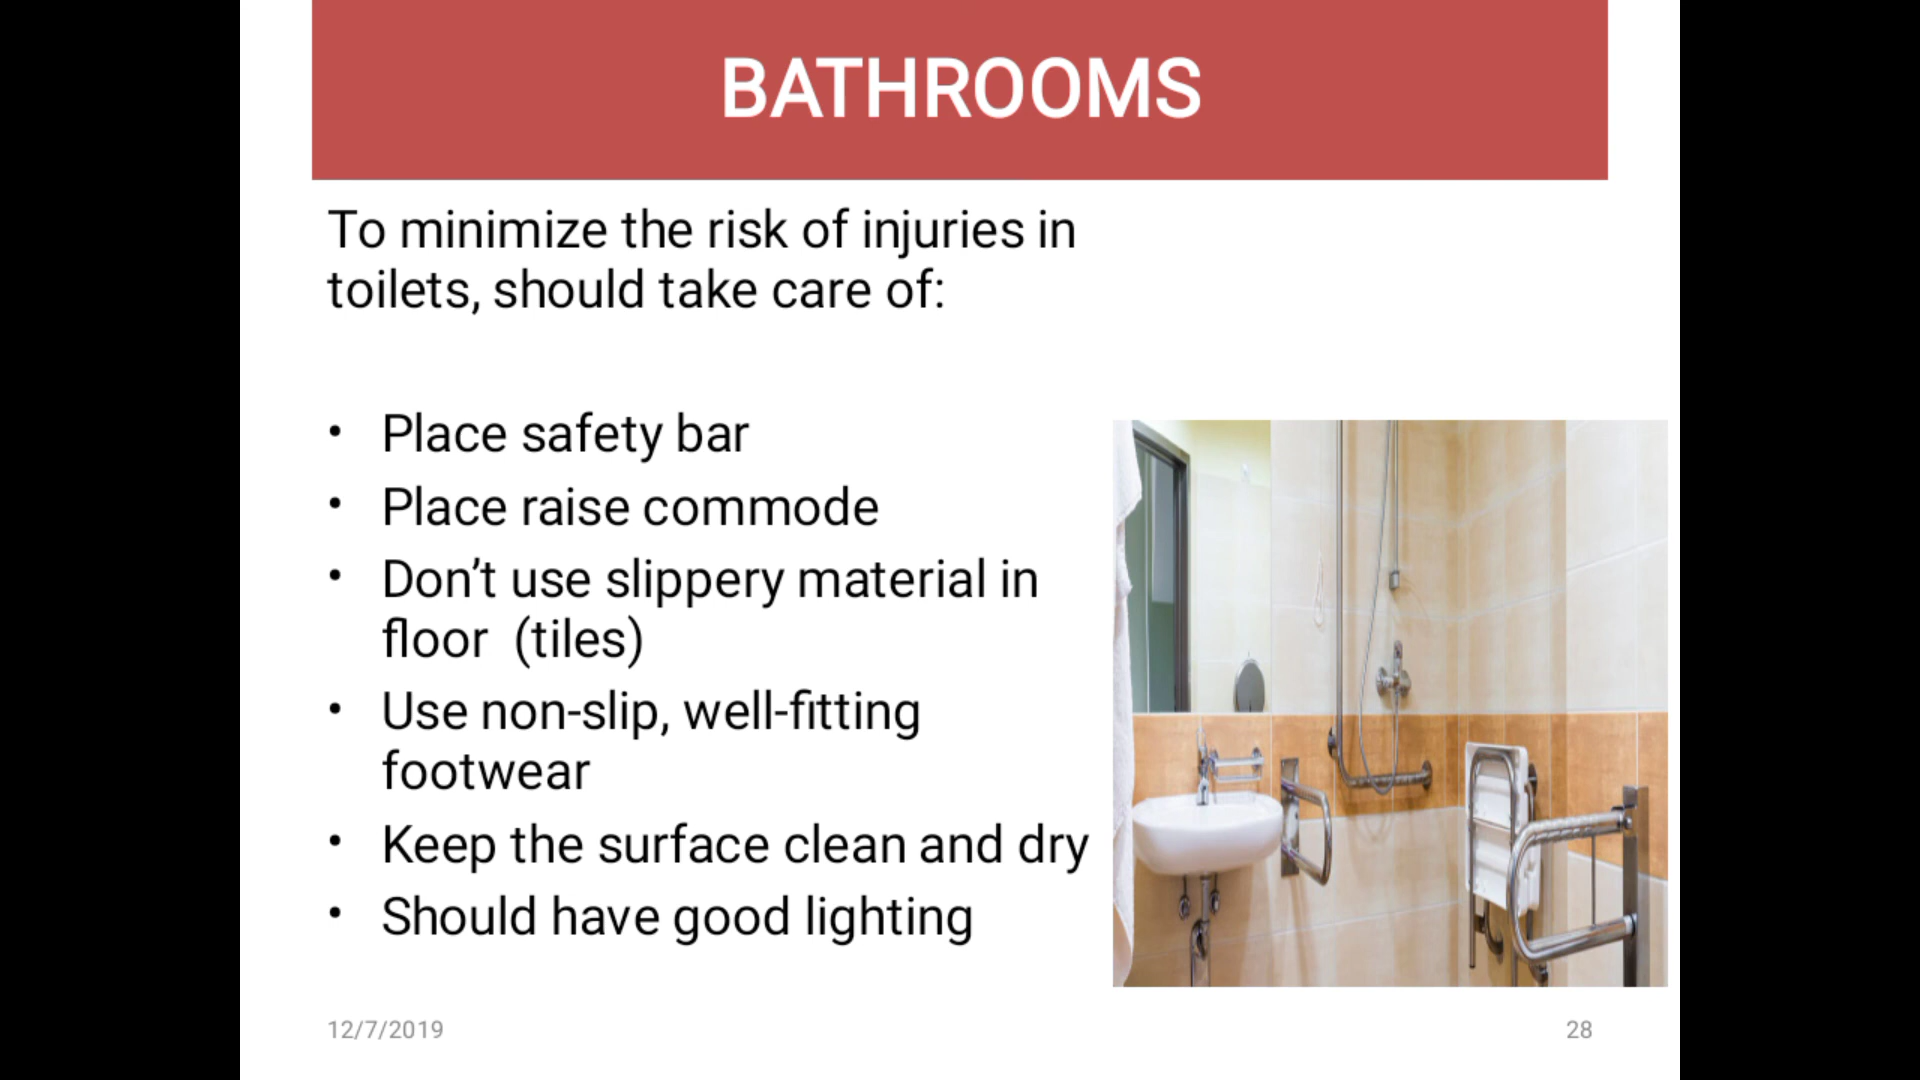 BATHROOMS
To minimize the risk of injuries in
toilets, should take care of:
• Place safety bar
• Place raise commode
• Don’t use slippery material in
floor  (tiles)
• Use non-slip, well-fitting
footwear
• Keep the surface clean and dry
• Should have good lighting
12/7/2019
28